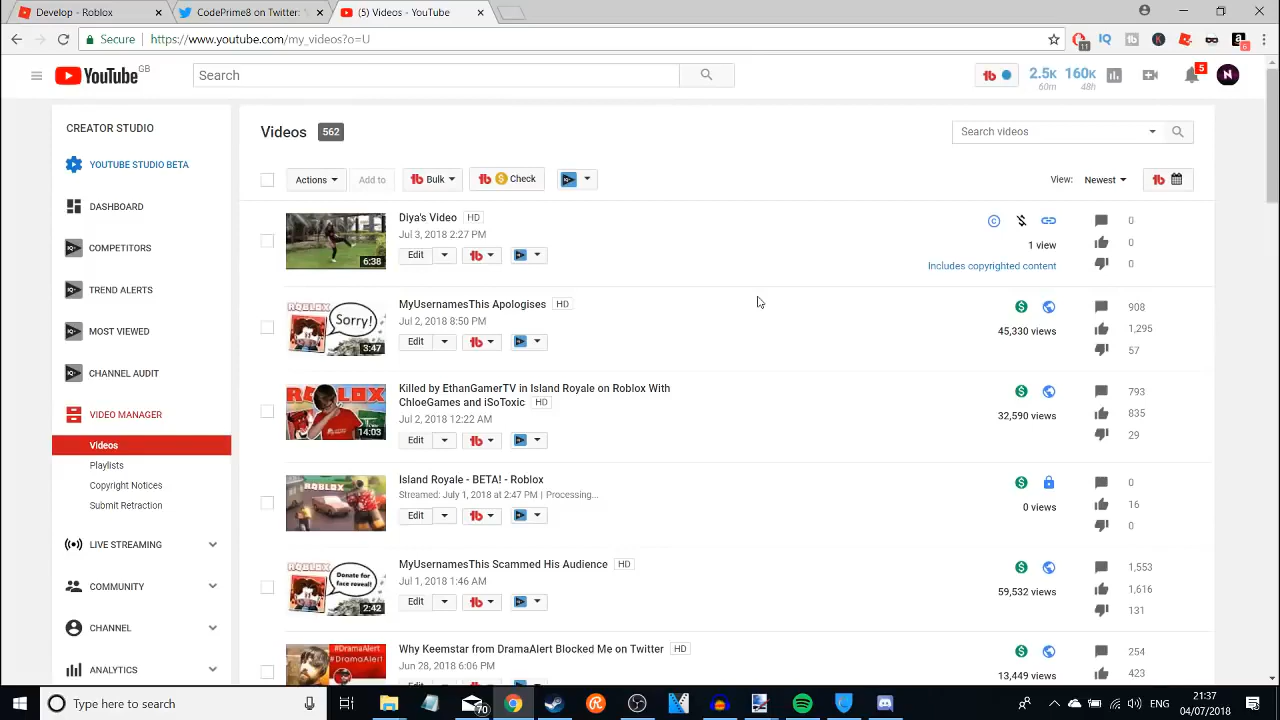 Develop - Roblox
CodePrime8 on Twitter:
(5) Videos - YouTube
Secure
https://www.youtube.com/my_videos?o=U
11
6
YouTube GB
Search
2.5K
60m
160K
48h
5
N
CREATOR STUDIO
YOUTUBE STUDIO BETA
DASHBOARD
COMPETITORS
TREND ALERTS
MOST VIEWED
CHANNEL AUDIT
VIDEO MANAGER
Videos
Playlists
Copyright Notices
Submit Retraction
LIVE STREAMING
COMMUNITY
CHANNEL
ANALYTICS
Videos 562
Search videos
Actions
Add to
Bulk
Check
View: Newest
6:38
Diya's Video HD
Jul 3, 2018 2:27 PM
Edit
1 view
Includes copyrighted content
0
0
0
ROBLOX
Sorry!
3:47
MyUsernamesThis Apologises HD
Jul 2, 2018 8:50 PM
Edit
45,330 views
908
1,295
57
ROBLOX
14:03
Killed by EthanGamerTV in Island Royale on Roblox With
ChloeGames and iSoToxic HD
Jul 2, 2018 12:22 AM
Edit
32,590 views
793
835
29
ROBLOX
Island Royale - BETA! - Roblox
Streamed: July 1, 2018 at 2:47 PM | Processing...
Edit
0 views
0
16
0
ROBLOX
Donate for
face reveal!
2:42
MyUsernamesThis Scammed His Audience HD
Jul 1, 2018 1:46 AM
Edit
59,532 views
1,553
1,616
131
#DramaAlert
#DramaAlert
Why Keemstar from DramaAlert Blocked Me on Twitter HD
Jun 28, 2018 6:06 PM
13,449 views
254
423
Type here to search
70
ENG
21:37
04/07/2018